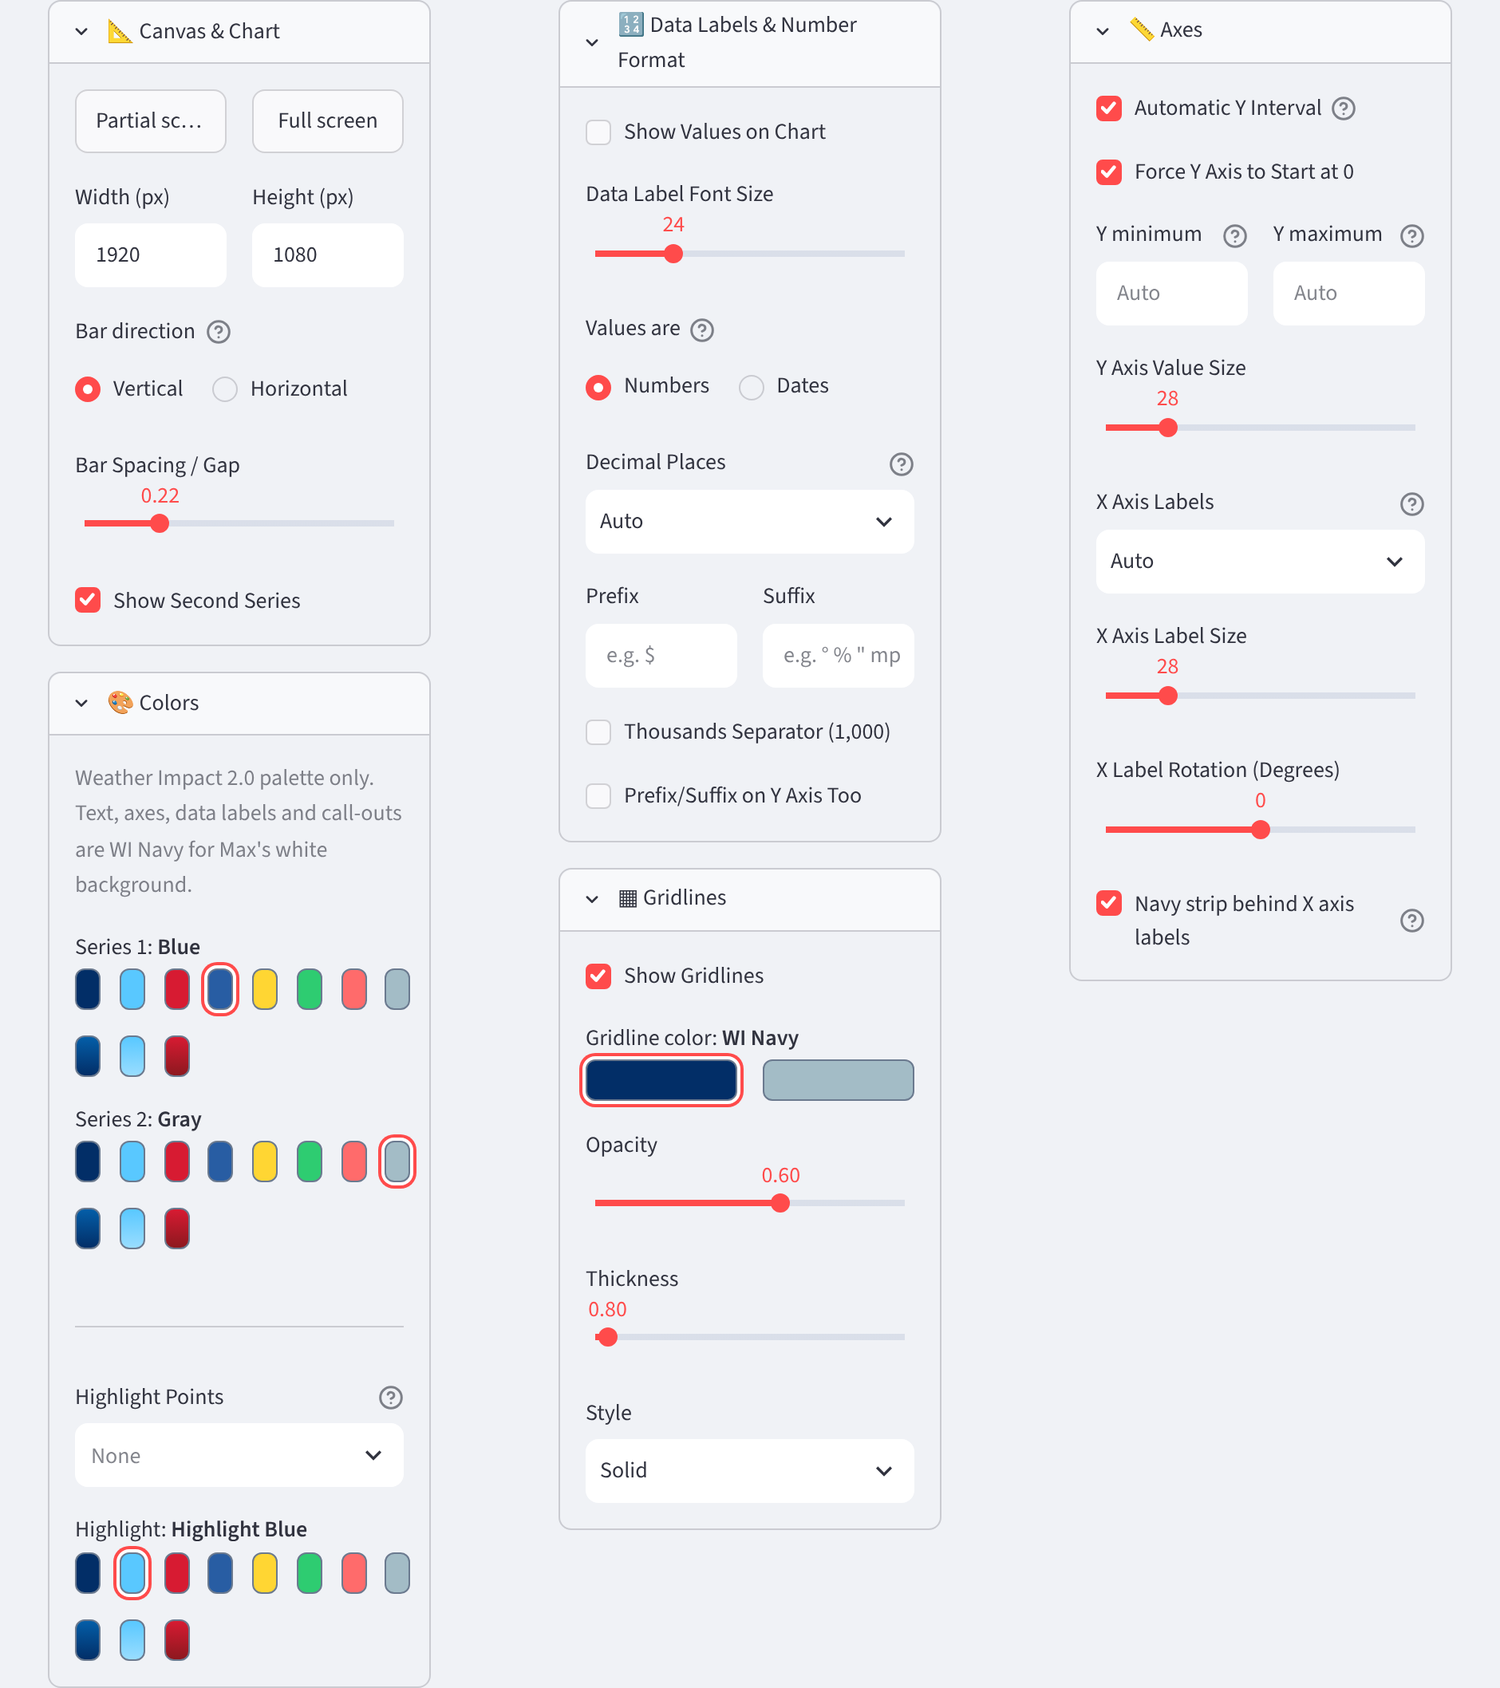 Canvas & Chart
Partial sc...
Full screen
Width (px)
Height (px)
1920
1080
Bar direction
Vertical
Horizontal
Bar Spacing / Gap
0.22
Show Second Series
Colors
Weather Impact 2.0 palette only.
Text, axes, data labels and call-outs
are WI Navy for Max's white
background.
Series 1: Blue
Series 2: Gray
Highlight Points
None
Highlight: Highlight Blue
Data Labels & Number
Format
Show Values on Chart
Data Label Font Size
24
Values are
Numbers
Dates
Decimal Places
Auto
Prefix
Suffix
e.g. $
e.g. ° % " mp
Thousands Separator (1,000)
Prefix/Suffix on Y Axis Too
Gridlines
Show Gridlines
Gridline color: WI Navy
Opacity
0.60
Thickness
0.80
Style
Solid
Axes
Automatic Y Interval
Force Y Axis to Start at 0
Y minimum
Y maximum
Auto
Auto
Y Axis Value Size
28
X Axis Labels
Auto
X Axis Label Size
28
X Label Rotation (Degrees)
0
Navy strip behind X axis
labels